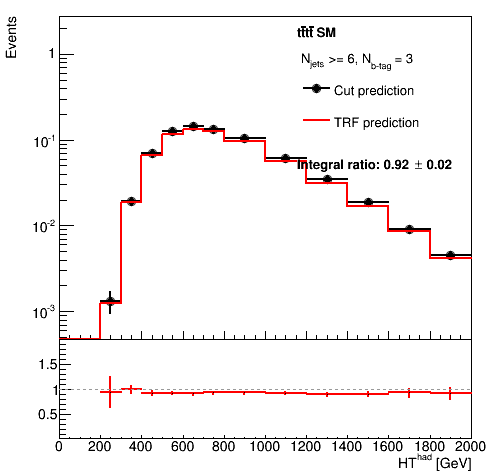 Events
tt̄tt̄ SM
N_jets >= 6, N_b-tag = 3
Cut prediction
TRF prediction
Integral ratio: 0.92 ± 0.02
1
10⁻¹
10⁻²
10⁻³
1.5
1
0.5
0 200 400 600 800 1000 1200 1400 1600 1800 2000
HT^had [GeV]